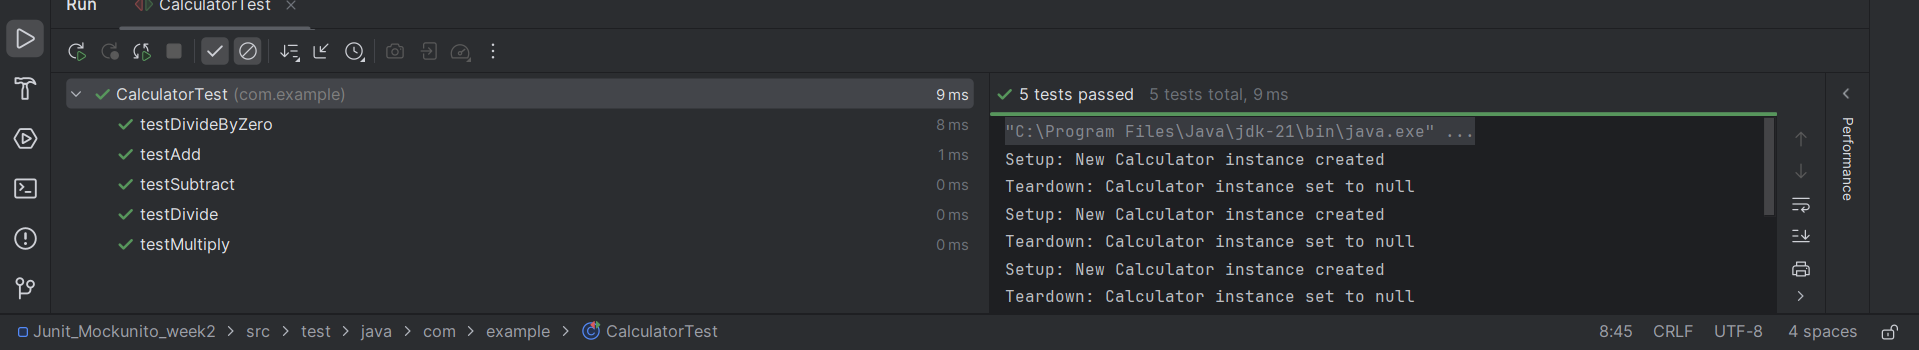 Run CalculatorTest
CalculatorTest (com.example) 9 ms
testDivideByZero 8 ms
testAdd 1 ms
testSubtract 0 ms
testDivide 0 ms
testMultiply 0 ms
5 tests passed 5 tests total, 9 ms
"C:\Program Files\Java\jdk-21\bin\java.exe" ...
Setup: New Calculator instance created
Teardown: Calculator instance set to null
Setup: New Calculator instance created
Teardown: Calculator instance set to null
Setup: New Calculator instance created
Teardown: Calculator instance set to null
Performance
Junit_Mockunito_week2 > src > test > java > com > example > CalculatorTest
8:45 CRLF UTF-8 4 spaces